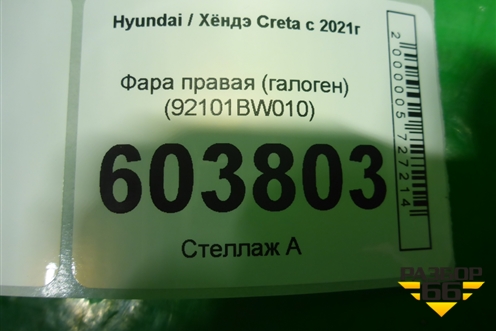 Hyundai / Хёндэ Creta с 2021г
Фара правая (галоген)
(92101BW010)
603803
Стеллаж А
2000005727214
РАЗБОР
66